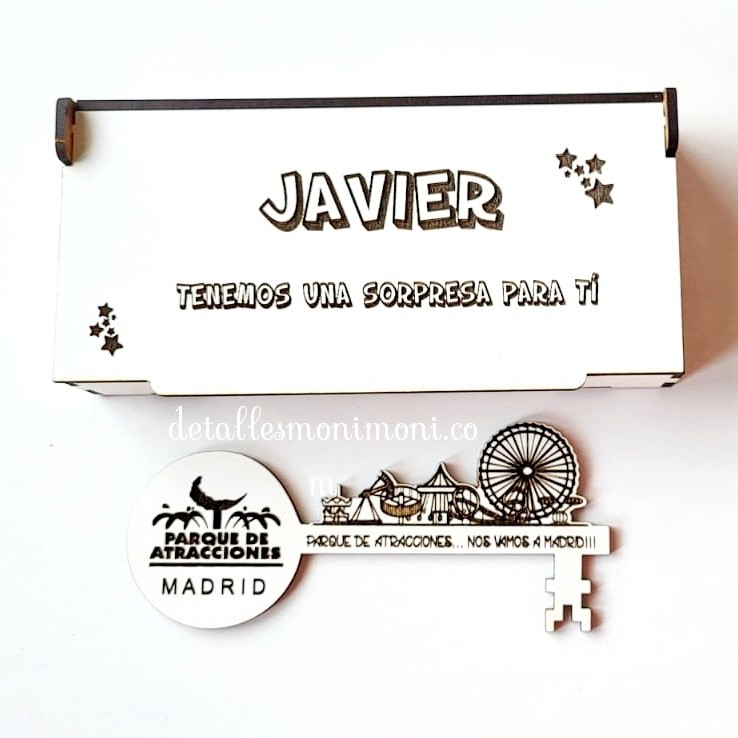 JAVIER
TENEMOS UNA SORPRESA PARA TÍ
detallesmonimoni.co
m
PARQUE DE
ATRACCIONES
MADRID
PARQUE DE ATRACCIONES... NOS VAMOS A MADRID!!!